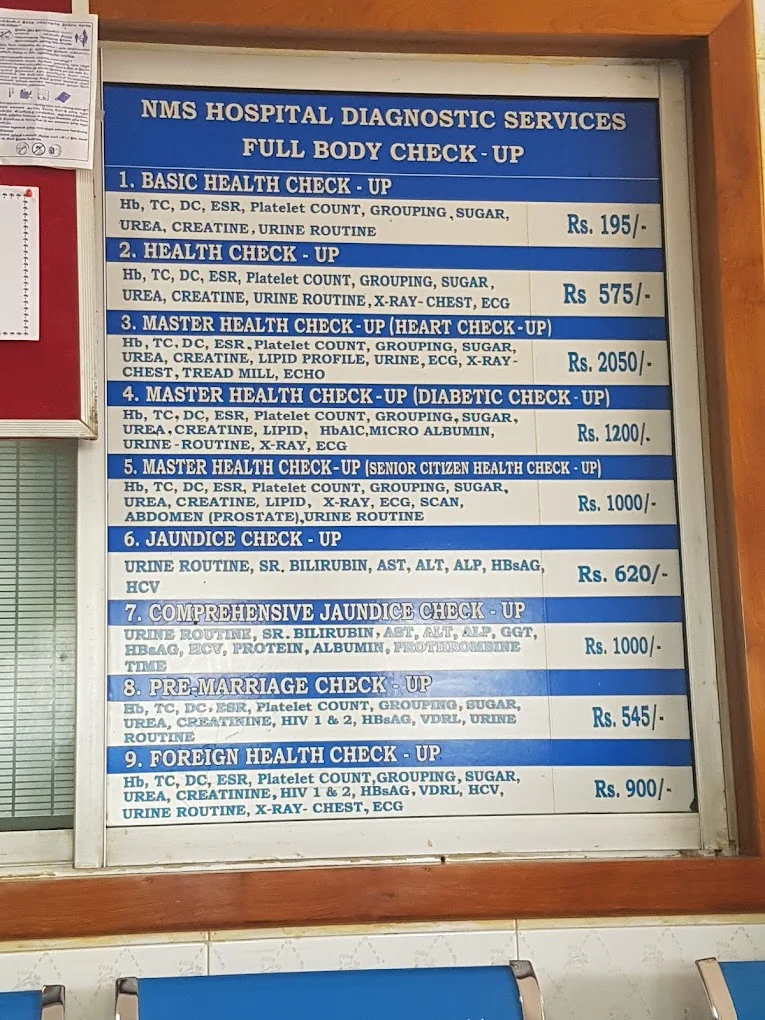 NMS HOSPITAL DIAGNOSTIC SERVICES
FULL BODY CHECK - UP
1. BASIC HEALTH CHECK - UP
Hb, TC, DC, ESR, Platelet COUNT, GROUPING, SUGAR,
UREA, CREATINE, URINE ROUTINE
Rs. 195/-
2. HEALTH CHECK - UP
Hb, TC, DC, ESR, Platelet COUNT, GROUPING, SUGAR,
UREA, CREATINE, URINE ROUTINE, X-RAY- CHEST, ECG
Rs 575/-
3. MASTER HEALTH CHECK-UP (HEART CHECK-UP)
Hb, TC, DC, ESR, Platelet COUNT, GROUPING, SUGAR,
UREA, CREATINE, LIPID PROFILE, URINE, ECG, X-RAY-
CHEST, TREAD MILL, ECHO
Rs. 2050/-
4. MASTER HEALTH CHECK-UP (DIABETIC CHECK - UP)
Hb, TC, DC, ESR, Platelet COUNT, GROUPING, SUGAR,
UREA, CREATINE, LIPID, HbAIC,MICRO ALBUMIN,
URINE-ROUTINE, X-RAY, ECG
Rs. 1200/-
5. MASTER HEALTH CHECK-UP (SENIOR CITIZEN HEALTH CHECK - UP)
Hb, TC, DC, ESR, Platelet COUNT, GROUPING, SUGAR,
UREA, CREATINE, LIPID, X-RAY, ECG, SCAN,
ABDOMEN (PROSTATE),URINE ROUTINE
Rs. 1000/-
6. JAUNDICE CHECK - UP
URINE ROUTINE, SR. BILIRUBIN, AST, ALT, ALP, HBsAG,
HCV
Rs. 620/-
7. COMPREHENSIVE JAUNDICE CHECK - UP
URINE ROUTINE, SR. BILIRUBIN, AST, ALT, ALP, GGT,
HBsAG, HCV, PROTEIN, ALBUMIN, PROTHROMBINE
TIME
Rs. 1000/-
8. PRE-MARRIAGE CHECK - UP
Hb, TC, DC, ESR, Platelet COUNT, GROUPING, SUGAR,
UREA, CREATININE, HIV 1 & 2, HBsAG, VDRL, URINE
ROUTINE
Rs. 545/-
9. FOREIGN HEALTH CHECK - UP
Hb, TC, DC, ESR, Platelet COUNT,GROUPING, SUGAR,
UREA, CREATININE, HIV 1 & 2, HBsAG, VDRL, HCV,
URINE ROUTINE, X-RAY- CHEST, ECG
Rs. 900/-